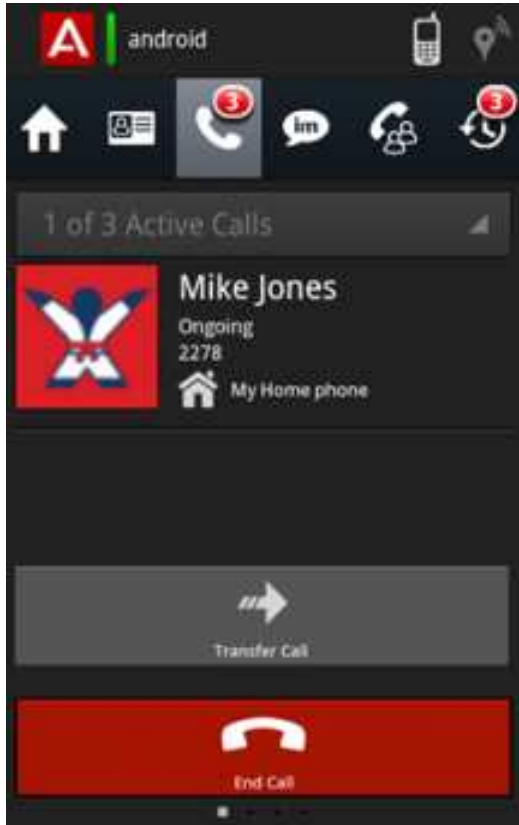 A android
3
im
3
1 of 3 Active Calls
Mike Jones
Ongoing
2278
My Home phone
Transfer Call
End Call